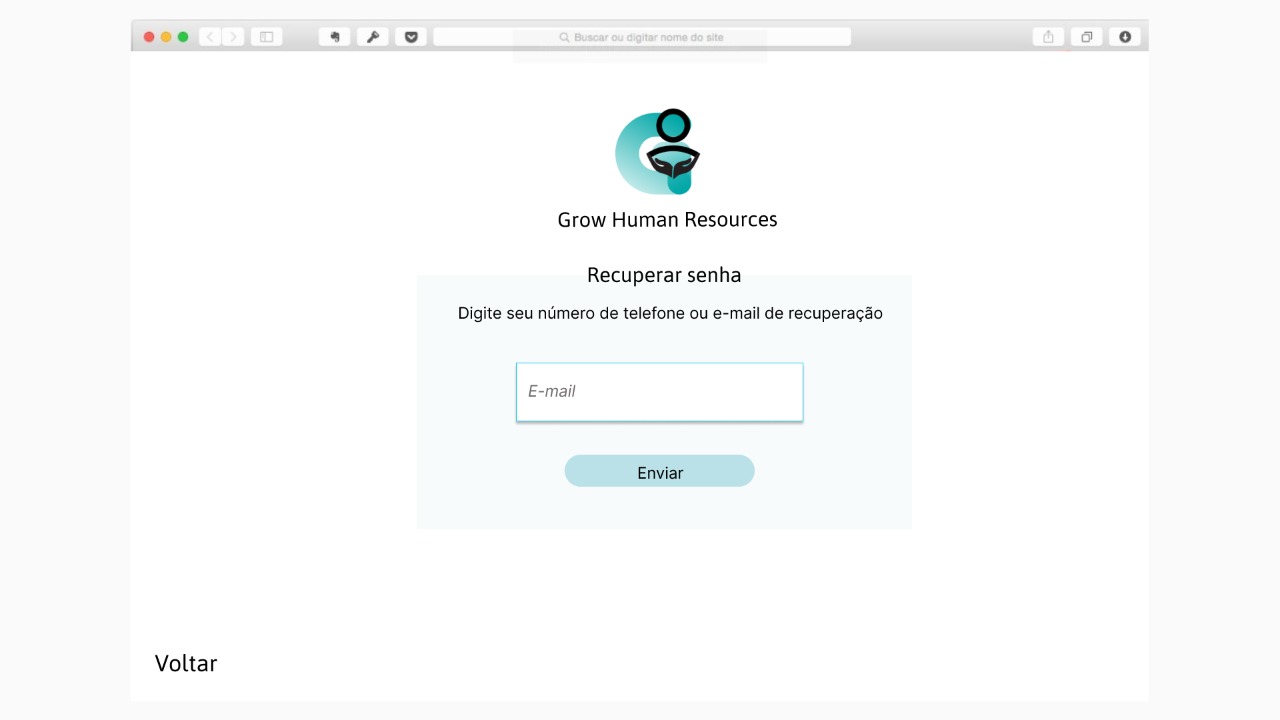 Buscar ou digitar nome do site
Grow Human Resources
Recuperar senha
Digite seu número de telefone ou e-mail de recuperação
E-mail
Enviar
Voltar